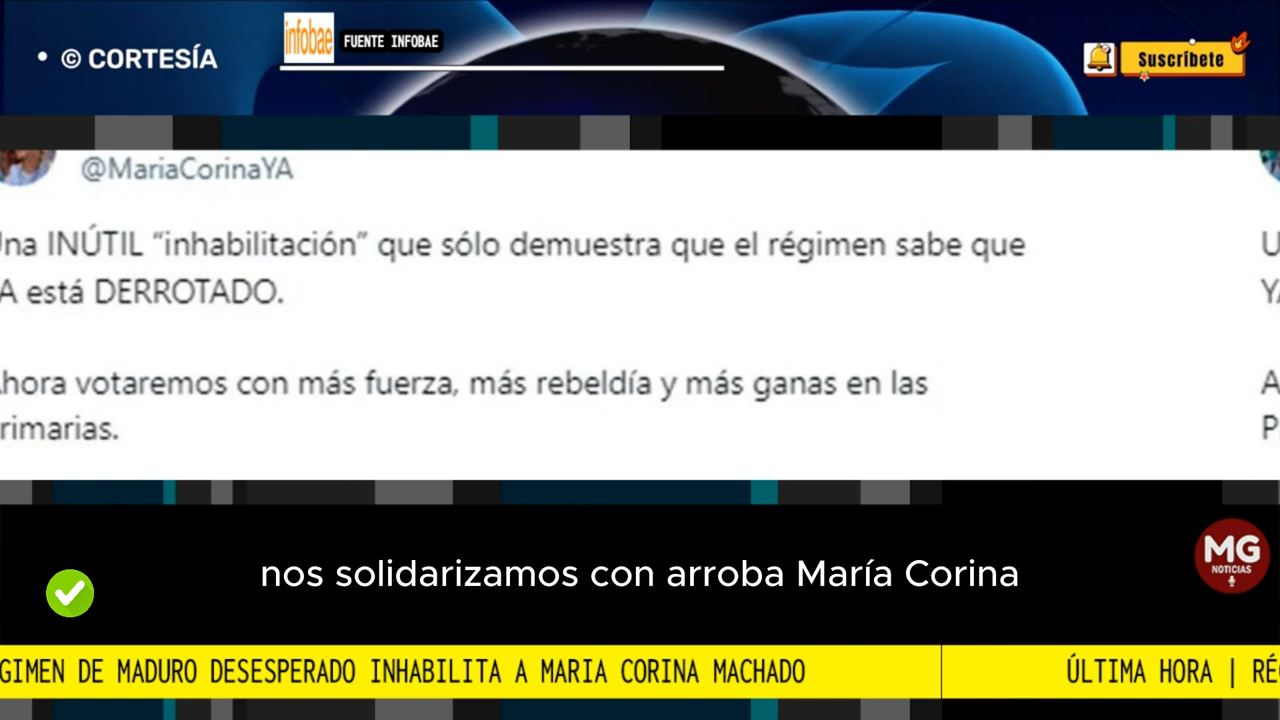 • © CORTESÍA
infobae
FUENTE INFOBAE
Suscríbete
@MariaCorinaYA
na INÚTIL “inhabilitación” que sólo demuestra que el régimen sabe que
A está DERROTADO.
hora votaremos con más fuerza, más rebeldía y más ganas en las
rimarias.
U
Y
A
P
nos solidarizamos con arroba María Corina
MG
NOTICIAS
GIMEN DE MADURO DESESPERADO INHABILITA A MARIA CORINA MACHADO
ÚLTIMA HORA | RÉ